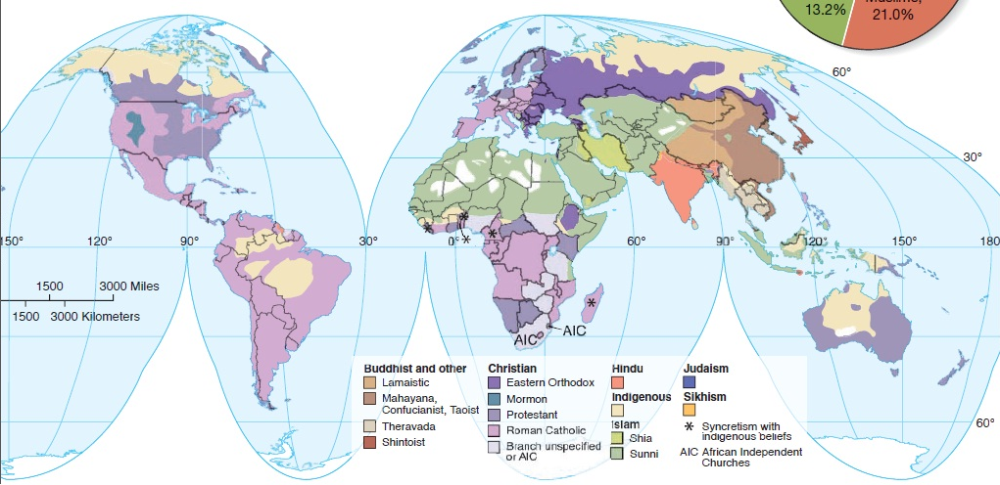 Muslims,
13.2%
21.0%
60°
30°
150°
120°
90°
30°
0°
60°
90°
120°
150°
180
1500
3000 Miles
1500
3000 Kilometers
AIC
AIC
60°
Buddhist and other
Lamaistic
Mahayana,
Confucianist, Taoist
Theravada
Shintoist
Christian
Eastern Orthodox
Mormon
Protestant
Roman Catholic
Branch unspecified
or AIC
Hindu
Indigenous
Islam
Shia
Sunni
Judaism
Sikhism
* Syncretism with
indigenous beliefs
AIC African Independent
Churches